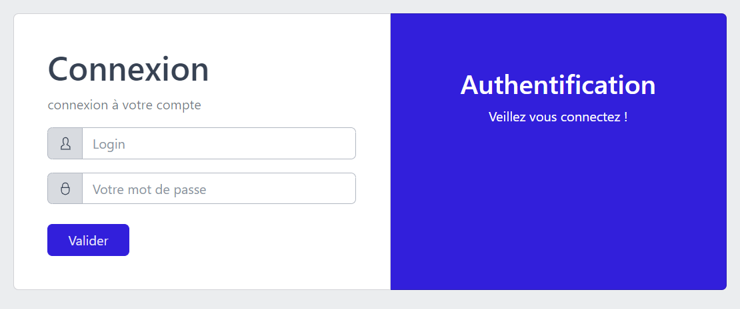 Connexion
connexion à votre compte
Login
Votre mot de passe
Valider
Authentification
Veillez vous connectez !